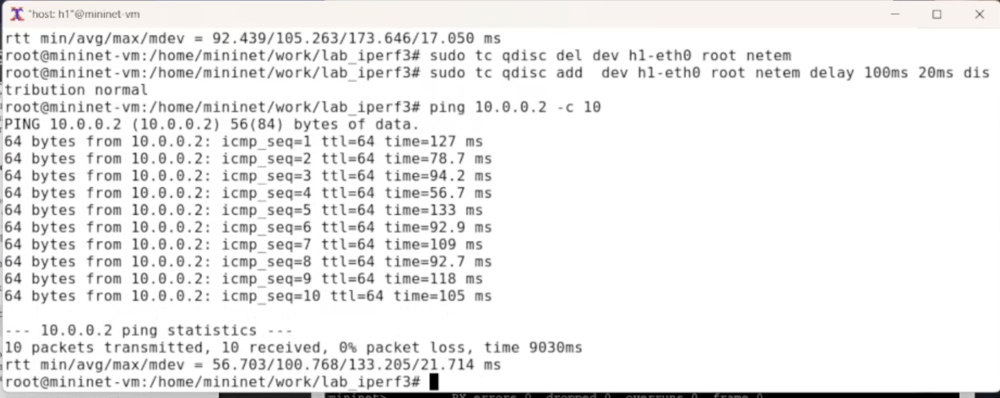 "host: h1"@mininet-vm
rtt min/avg/max/mdev = 92.439/105.263/173.646/17.050 ms
root@mininet-vm:/home/mininet/work/lab_iperf3# sudo tc qdisc del dev h1-eth0 root netem
root@mininet-vm:/home/mininet/work/lab_iperf3# sudo tc qdisc add  dev h1-eth0 root netem delay 100ms 20ms dis
tribution normal
root@mininet-vm:/home/mininet/work/lab_iperf3# ping 10.0.0.2 -c 10
PING 10.0.0.2 (10.0.0.2) 56(84) bytes of data.
64 bytes from 10.0.0.2: icmp_seq=1 ttl=64 time=127 ms
64 bytes from 10.0.0.2: icmp_seq=2 ttl=64 time=78.7 ms
64 bytes from 10.0.0.2: icmp_seq=3 ttl=64 time=94.2 ms
64 bytes from 10.0.0.2: icmp_seq=4 ttl=64 time=56.7 ms
64 bytes from 10.0.0.2: icmp_seq=5 ttl=64 time=133 ms
64 bytes from 10.0.0.2: icmp_seq=6 ttl=64 time=92.9 ms
64 bytes from 10.0.0.2: icmp_seq=7 ttl=64 time=109 ms
64 bytes from 10.0.0.2: icmp_seq=8 ttl=64 time=92.7 ms
64 bytes from 10.0.0.2: icmp_seq=9 ttl=64 time=118 ms
64 bytes from 10.0.0.2: icmp_seq=10 ttl=64 time=105 ms
--- 10.0.0.2 ping statistics ---
10 packets transmitted, 10 received, 0% packet loss, time 9030ms
rtt min/avg/max/mdev = 56.703/100.768/133.205/21.714 ms
root@mininet-vm:/home/mininet/work/lab_iperf3#
mininet> RX errors 0 dropped 0 overruns 0 frame 0